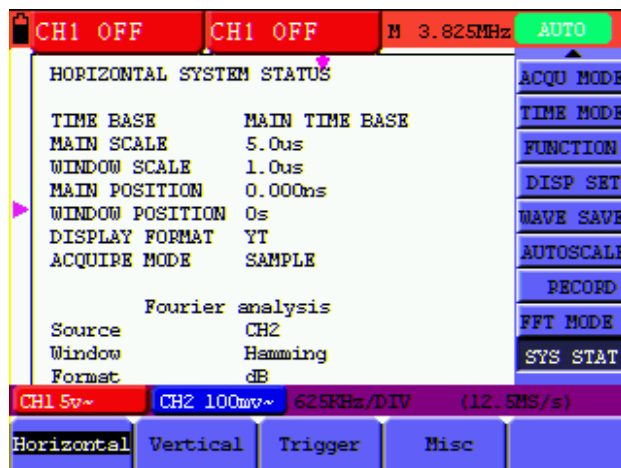 CH1 OFF CH1 OFF M 3.825MHz AUTO
HORIZONTAL SYSTEM STATUS
TIME BASE MAIN TIME BASE
MAIN SCALE 5.0us
WINDOW SCALE 1.0us
MAIN POSITION 0.000ns
WINDOW POSITION 0s
DISPLAY FORMAT YT
ACQUIRE MODE SAMPLE
Fourier analysis
Source CH2
Window Hamming
Format dB
ACQU MODE
TIME MODE
FUNCTION
DISP SET
WAVE SAVE
AUTOSCALE
RECORD
FFT MODE
SYS STAT
CH1 5v~ CH2 100mv~ 625KHz/DIV (12.5MS/s)
Horizontal Vertical Trigger Misc